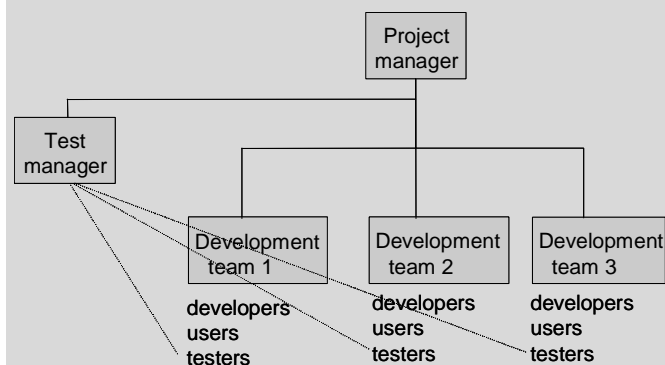 Project
manager
Test
manager
Development
team 1
Development
team 2
Development
team 3
developers
users
testers
developers
users
testers
developers
users
testers